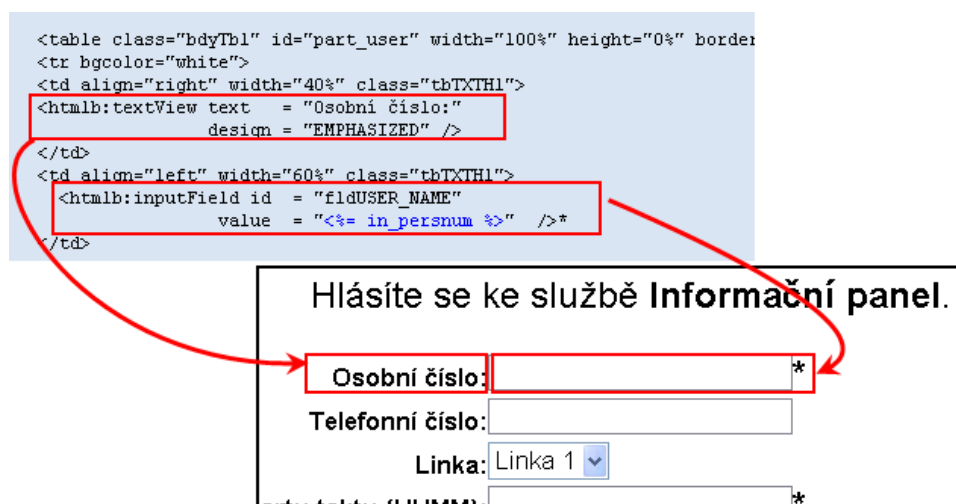 <table class="bdyTbl" id="part_user" width="100%" height="0%" border
<tr bgcolor="white">
<td align="right" width="40%" class="tbTXTH1">
<htmlb:textView text = "Osobní číslo:"
design = "EMPHASIZED" />
</td>
<td align="left" width="60%" class="tbTXTH1">
<htmlb:inputField id = "fldUSER_NAME"
value = "<%= in_persnum %>" />*
</td>
Hlásíte se ke službě Informační panel.
Osobní číslo: *
Telefonní číslo:
Linka: Linka 1
*